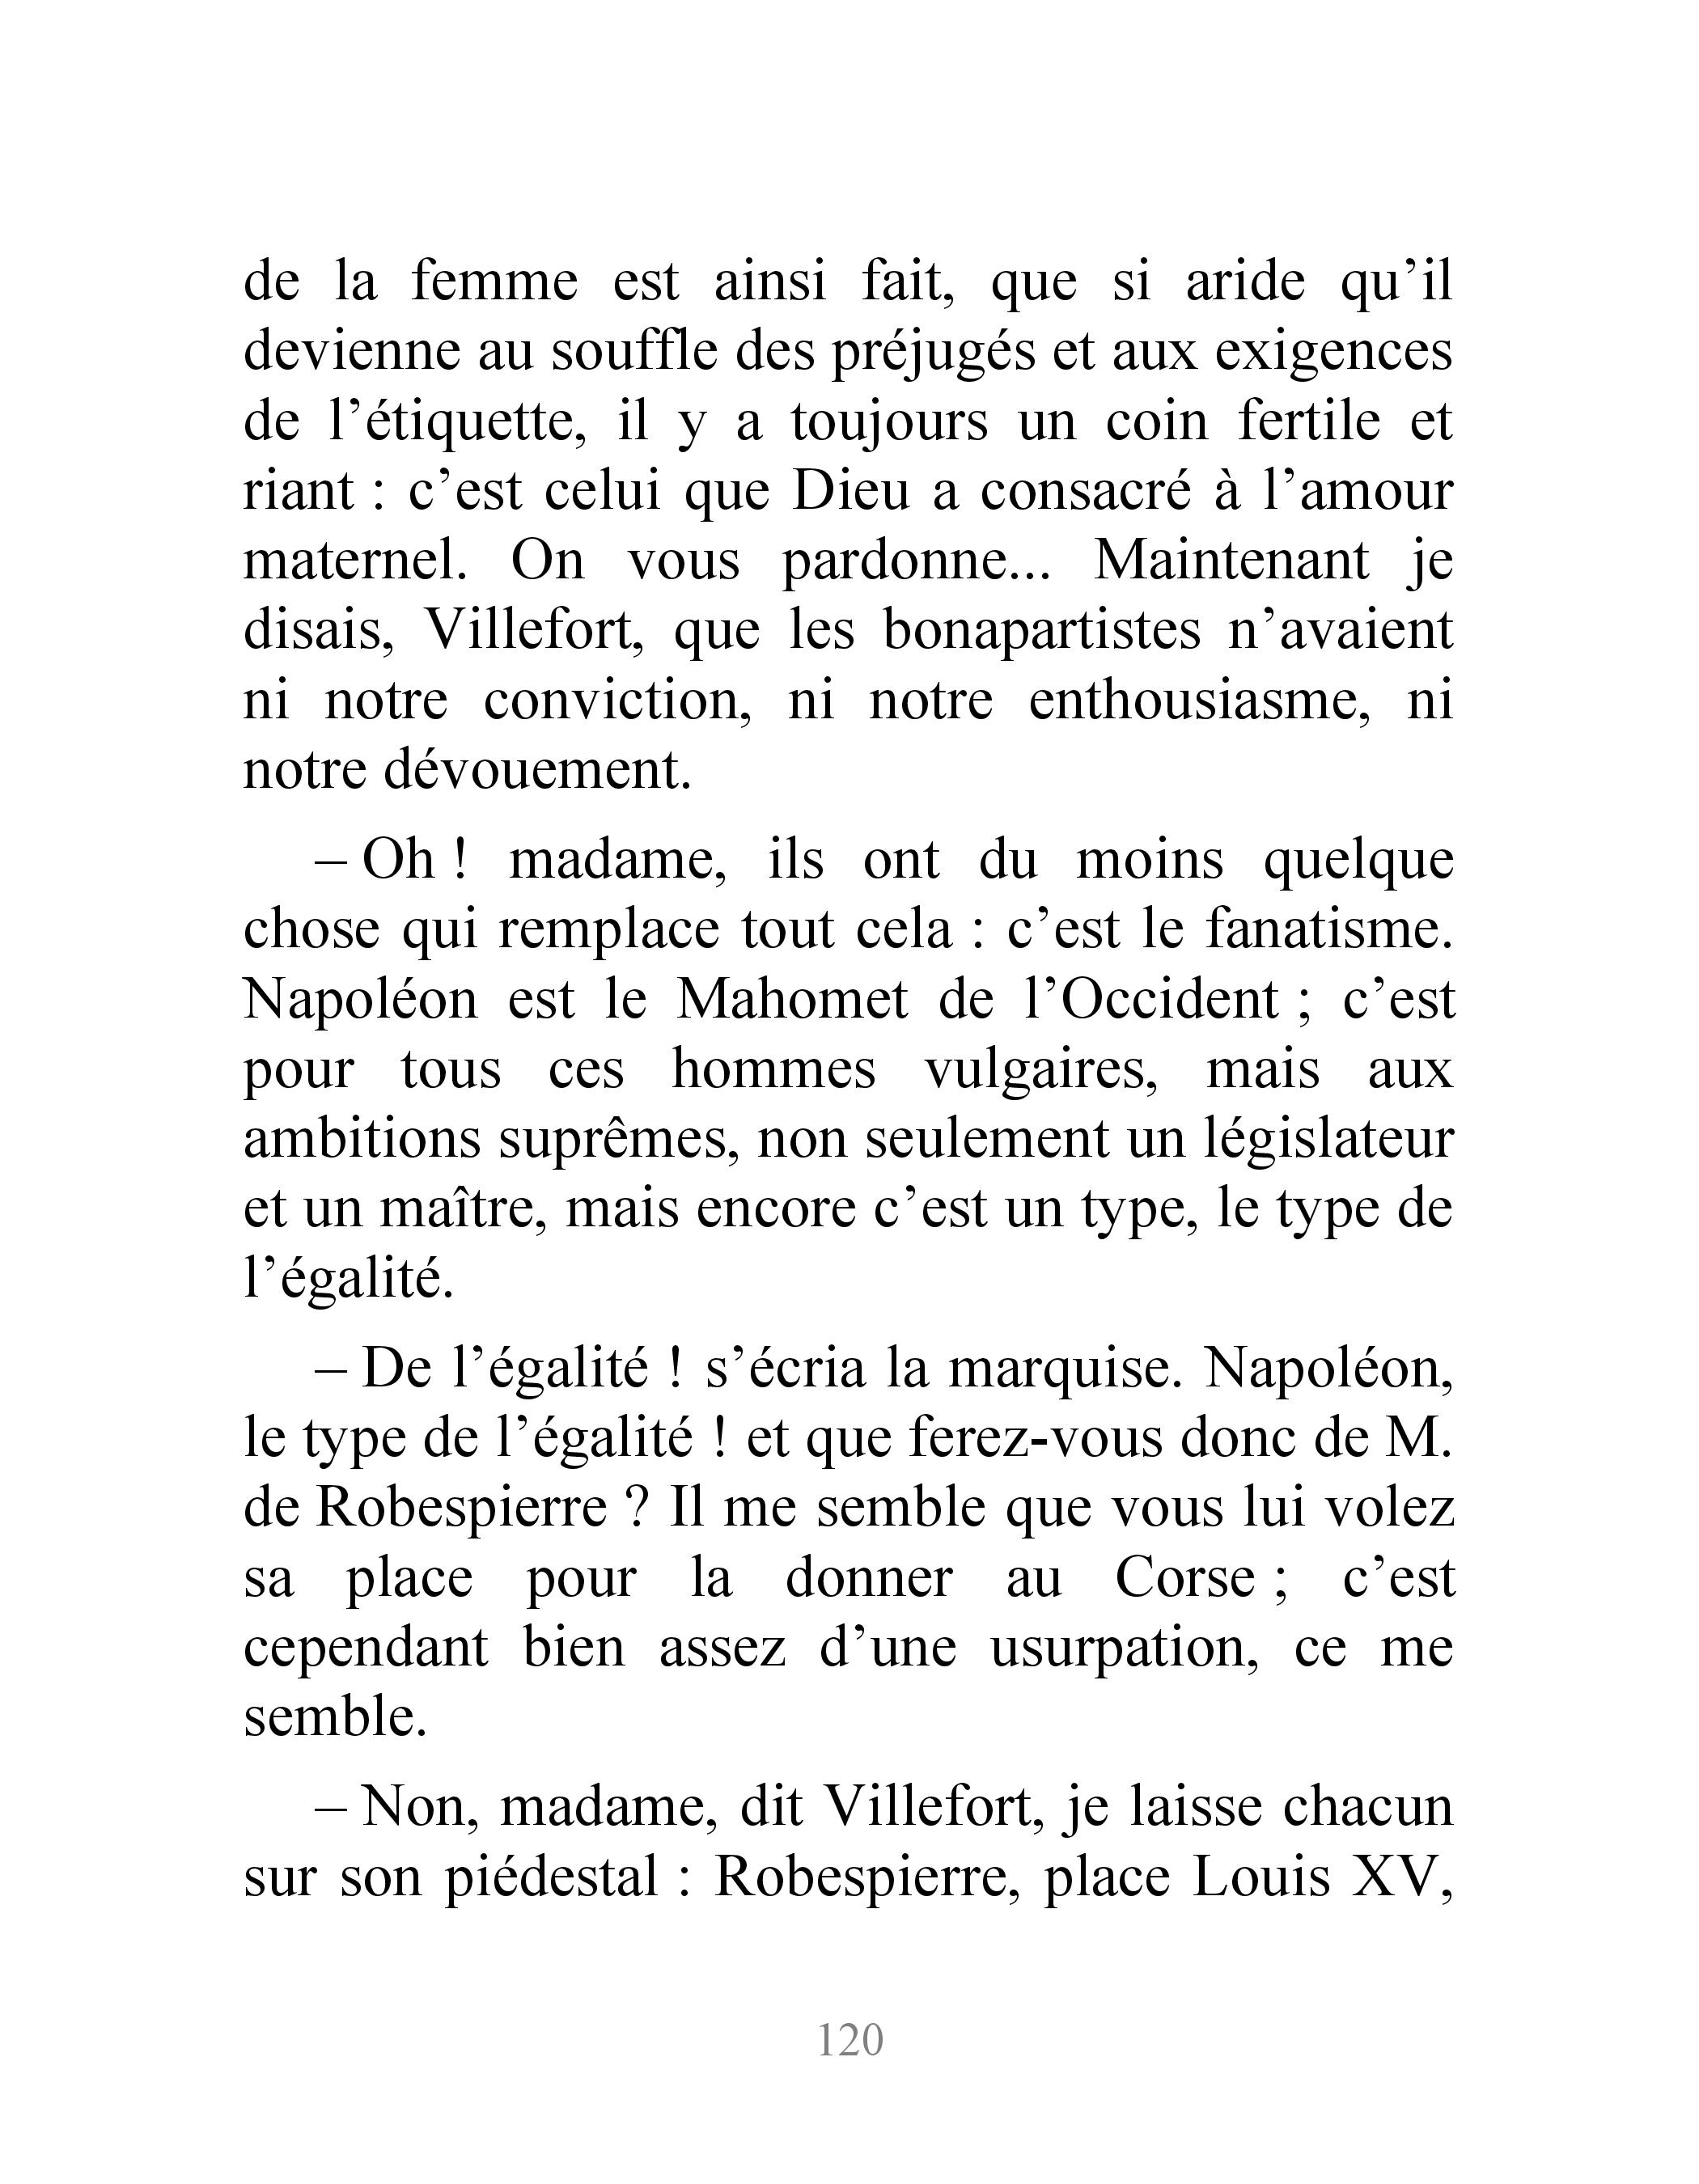 de la femme est ainsi fait, que si aride qu’il
devienne au souffle des préjugés et aux exigences
de l’étiquette, il y a toujours un coin fertile et
riant : c’est celui que Dieu a consacré à l’amour
maternel. On vous pardonne... Maintenant je
disais, Villefort, que les bonapartistes n’avaient
ni notre conviction, ni notre enthousiasme, ni
notre dévouement.
– Oh ! madame, ils ont du moins quelque
chose qui remplace tout cela : c’est le fanatisme.
Napoléon est le Mahomet de l’Occident ; c’est
pour tous ces hommes vulgaires, mais aux
ambitions suprêmes, non seulement un législateur
et un maître, mais encore c’est un type, le type de
l’égalité.
– De l’égalité ! s’écria la marquise. Napoléon,
le type de l’égalité ! et que ferez-vous donc de M.
de Robespierre ? Il me semble que vous lui volez
sa place pour la donner au Corse ; c’est
cependant bien assez d’une usurpation, ce me
semble.
– Non, madame, dit Villefort, je laisse chacun
sur son piédestal : Robespierre, place Louis XV,
120